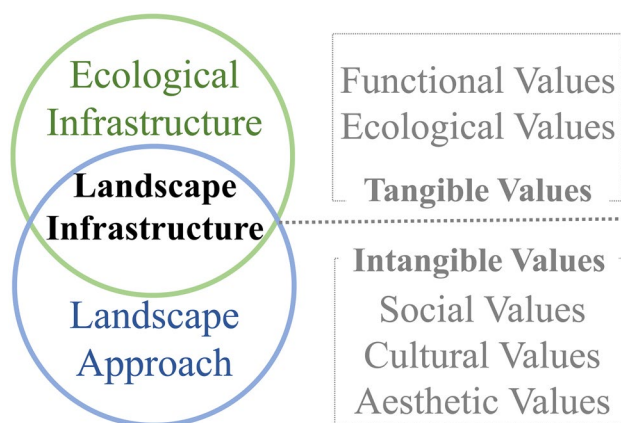 Ecological
Infrastructure
Landscape
Infrastructure
Landscape
Approach
Functional Values
Ecological Values
Tangible Values
Intangible Values
Social Values
Cultural Values
Aesthetic Values